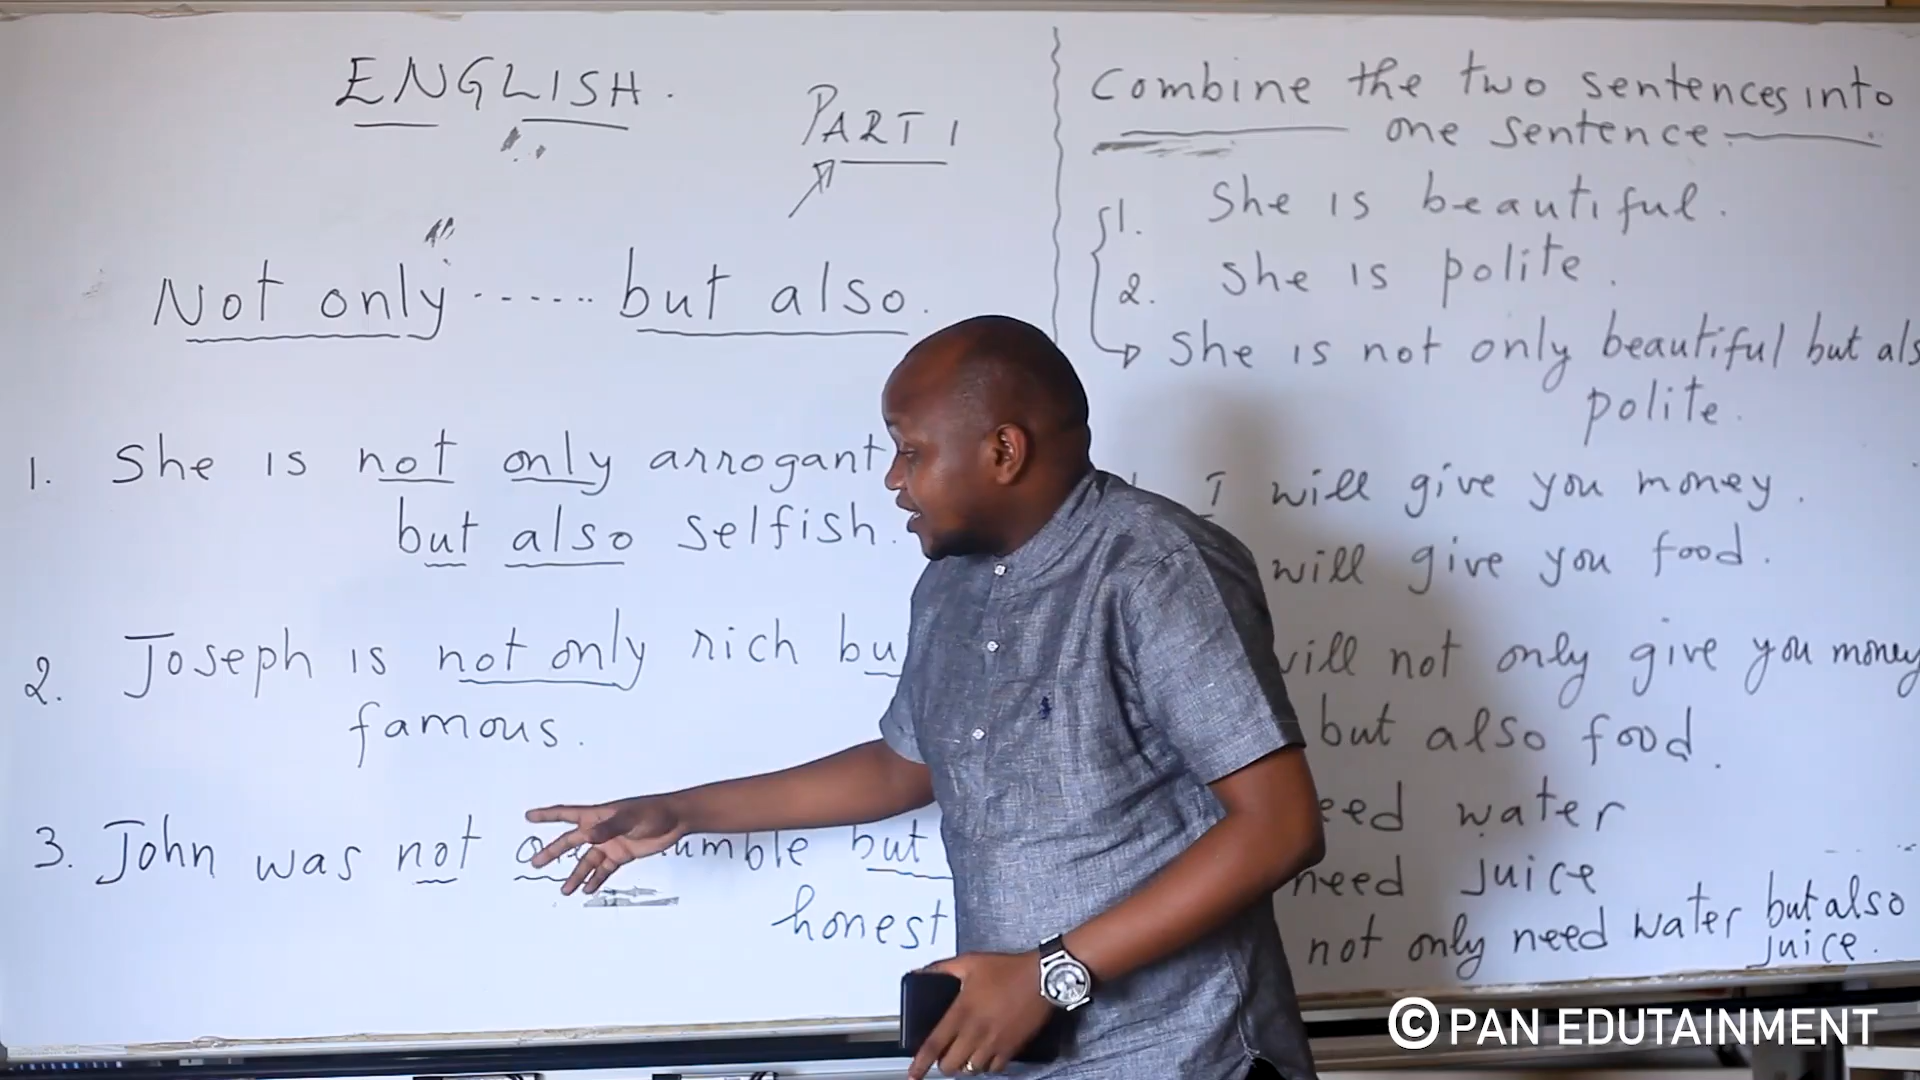 ENGLISH.
PART 1
Not only ...... but also.
1. She is not only arrogant
but also selfish.
2. Joseph is not only rich bu
famous.
3. John was not umble but
honest
Combine the two sentences into
one sentence.
1. She is beautiful.
2. She is polite.
She is not only beautiful but als
polite.
I will give you money.
will give you food.
will not only give you money
but also food.
eed water
need juice
not only need water but also
juice.
© PAN EDUTAINMENT